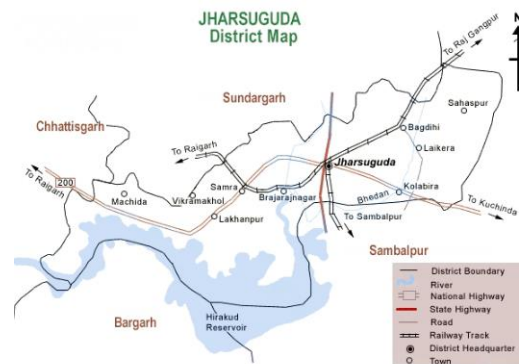 JHARSUGUDA
District Map
N
To Raj Gangpur
Sundargarh
Sahaspur
Chhattisgarh
Bagdihi
To Raigarh
Laikera
Jharsuguda
200
To Raigarh
Machida
Vikramakhol
Samra
Brajarajnagar
Bhedan
Kolabira
Lakhanpur
To Sambalpur
To Kuchinda
Sambalpur
Bargarh
Hirakud
Reservoir
District Boundary
River
National Highway
State Highway
Road
Railway Track
District Headquarter
Town